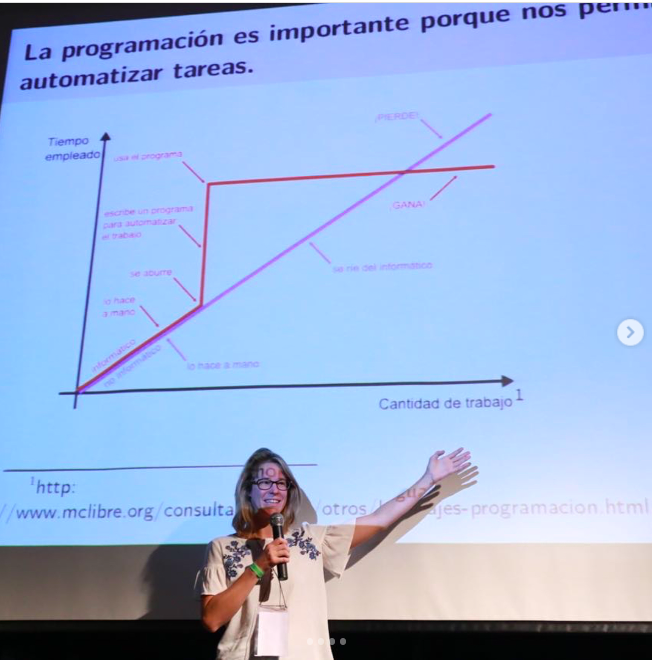 La programación es importante porque nos
automatizar tareas.
Tiempo
empleado
usa el programa
¡PIERDE!
escribe un programa
para automatizar
el trabajo.
¡GANA!
se aburre
se ríe del informático
lo hace
a mano
informático
no informático
lo hace a mano
Cantidad de trabajo 1
1http:
//www.mclibre.org/consulta /otros/ ajes-programacion.html